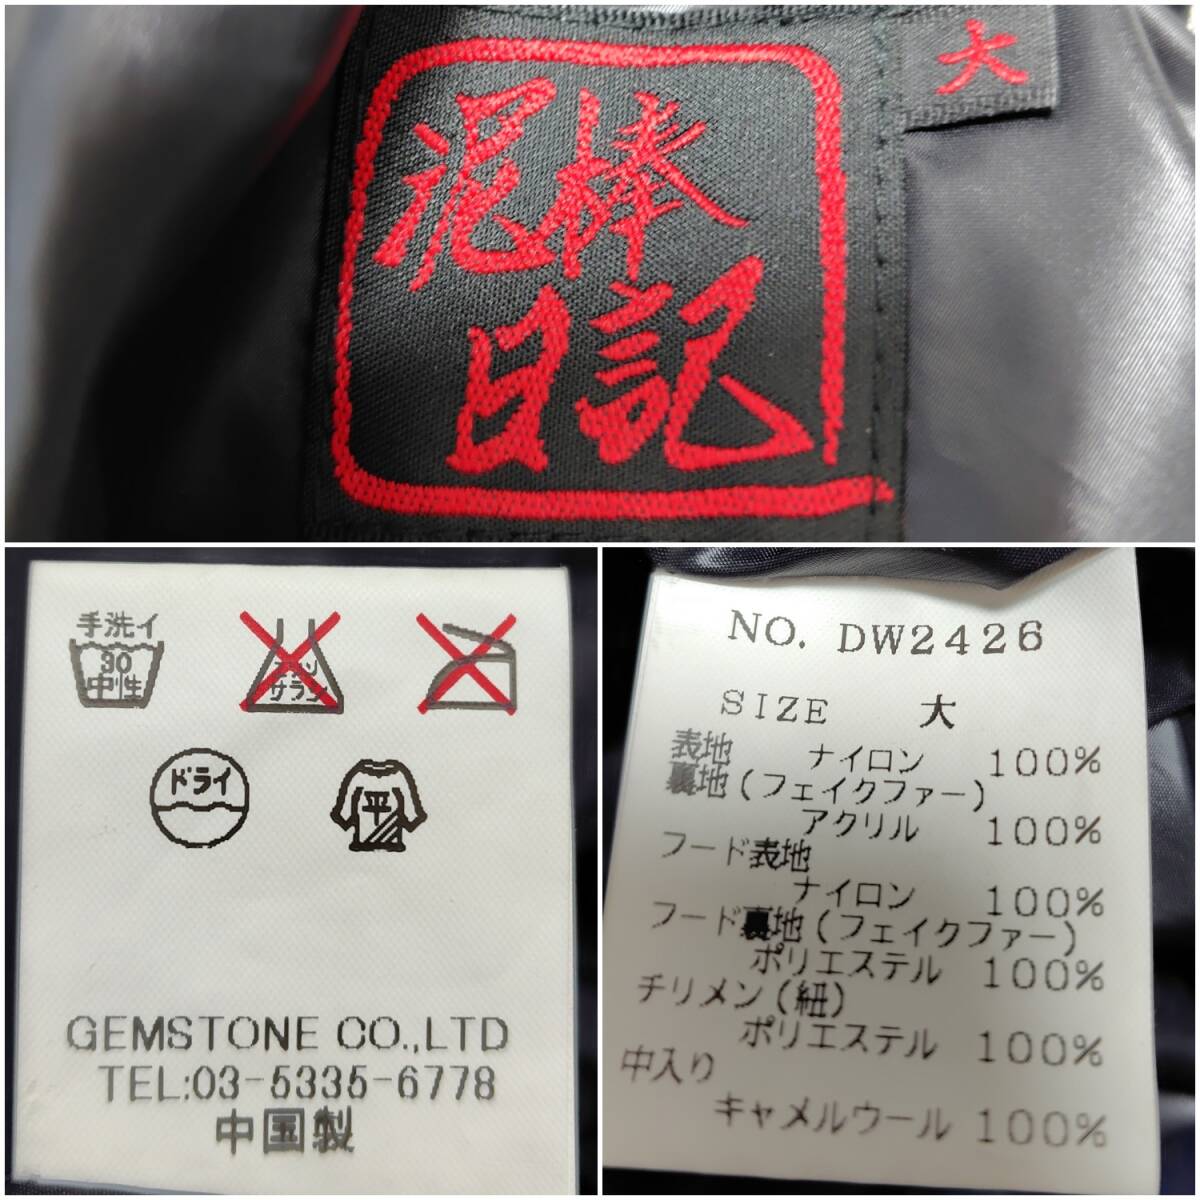 大
泥棒
日記
手洗イ
30
中性
エンソ
サラシ
ドライ
平
GEMSTONE CO.,LTD
TEL:03-5335-6778
中国製
NO. DW2426
SIZE 大
表地 ナイロン 100%
裏地(フェイクファー)
アクリル 100%
フード表地
ナイロン 100%
フード裏地(フェイクファー)
ポリエステル 100%
チリメン(紐)
ポリエステル 100%
中入り
キャメルウール 100%